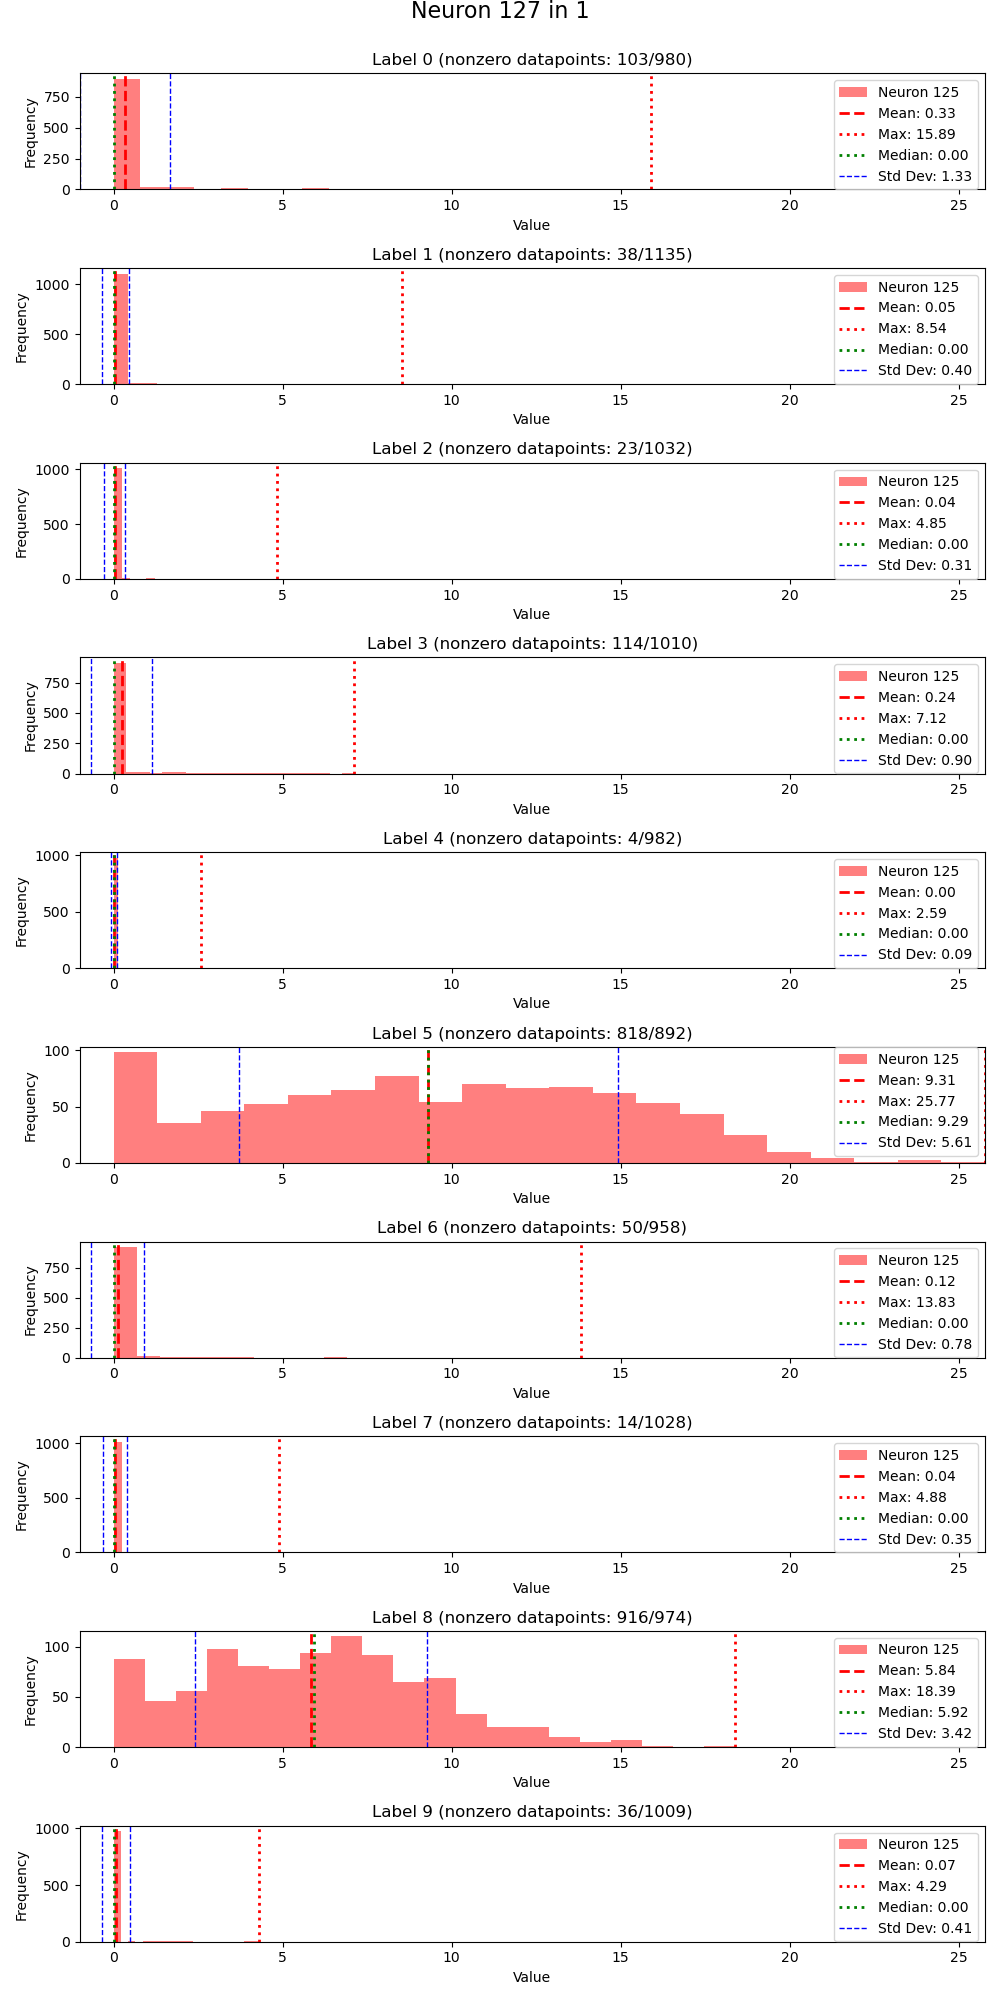 Neuron 127 in 1
Label 0 (nonzero datapoints: 103/980)
Frequency
750
500
250
0
Neuron 125
Mean: 0.33
Max: 15.89
Median: 0.00
Std Dev: 1.33
0 5 10 15 20 25
Value
Label 1 (nonzero datapoints: 38/1135)
Frequency
1000
500
0
Neuron 125
Mean: 0.05
Max: 8.54
Median: 0.00
Std Dev: 0.40
0 5 10 15 20 25
Value
Label 2 (nonzero datapoints: 23/1032)
Frequency
1000
500
0
Neuron 125
Mean: 0.04
Max: 4.85
Median: 0.00
Std Dev: 0.31
0 5 10 15 20 25
Value
Label 3 (nonzero datapoints: 114/1010)
Frequency
750
500
250
0
Neuron 125
Mean: 0.24
Max: 7.12
Median: 0.00
Std Dev: 0.90
0 5 10 15 20 25
Value
Label 4 (nonzero datapoints: 4/982)
Frequency
1000
500
0
Neuron 125
Mean: 0.00
Max: 2.59
Median: 0.00
Std Dev: 0.09
0 5 10 15 20 25
Value
Label 5 (nonzero datapoints: 818/892)
Frequency
100
50
0
Neuron 125
Mean: 9.31
Max: 25.77
Median: 9.29
Std Dev: 5.61
0 5 10 15 20 25
Value
Label 6 (nonzero datapoints: 50/958)
Frequency
750
500
250
0
Neuron 125
Mean: 0.12
Max: 13.83
Median: 0.00
Std Dev: 0.78
0 5 10 15 20 25
Value
Label 7 (nonzero datapoints: 14/1028)
Frequency
1000
500
0
Neuron 125
Mean: 0.04
Max: 4.88
Median: 0.00
Std Dev: 0.35
0 5 10 15 20 25
Value
Label 8 (nonzero datapoints: 916/974)
Frequency
100
50
0
Neuron 125
Mean: 5.84
Max: 18.39
Median: 5.92
Std Dev: 3.42
0 5 10 15 20 25
Value
Label 9 (nonzero datapoints: 36/1009)
Frequency
1000
500
0
Neuron 125
Mean: 0.07
Max: 4.29
Median: 0.00
Std Dev: 0.41
0 5 10 15 20 25
Value